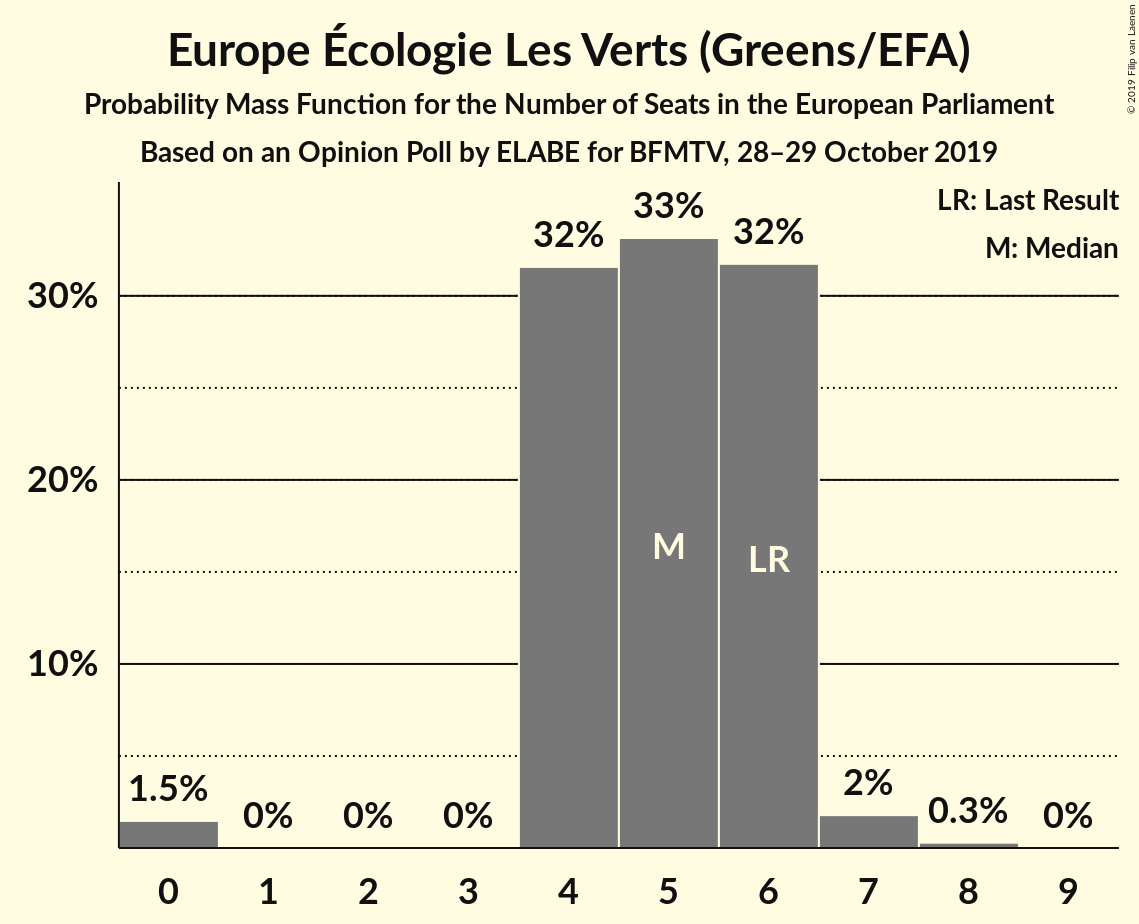 Europe Écologie Les Verts (Greens/EFA)
Probability Mass Function for the Number of Seats in the European Parliament
Based on an Opinion Poll by ELABE for BFMTV, 28–29 October 2019
© 2019 Filip van Laenen
LR: Last Result
M: Median
33%
32%
32%
30%
20%
M
LR
10%
1.5%
0%
0%
0%
2%
0.3%
0%
0 1 2 3 4 5 6 7 8 9